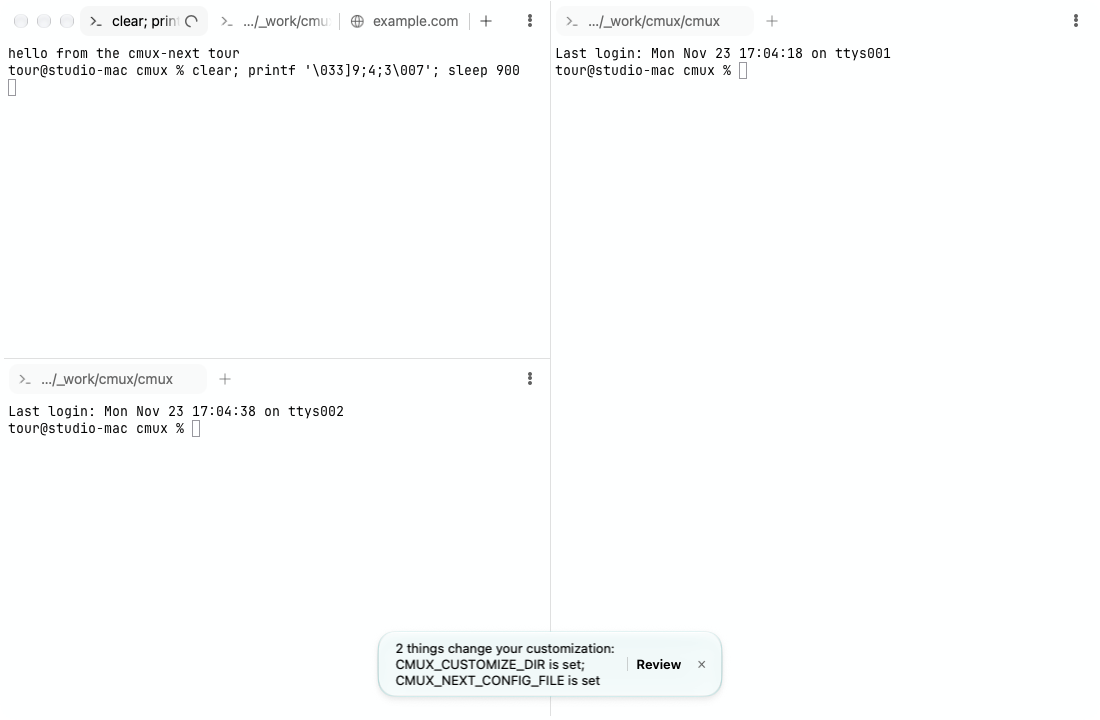 clear; print
.../_work/cmu
example.com
hello from the cmux-next tour
tour@studio-mac cmux % clear; printf '\033]9;4;3\007'; sleep 900
.../_work/cmux/cmux
Last login: Mon Nov 23 17:04:18 on ttys001
tour@studio-mac cmux %
.../_work/cmux/cmux
Last login: Mon Nov 23 17:04:38 on ttys002
tour@studio-mac cmux %
2 things change your customization:
CMUX_CUSTOMIZE_DIR is set;
CMUX_NEXT_CONFIG_FILE is set
Review